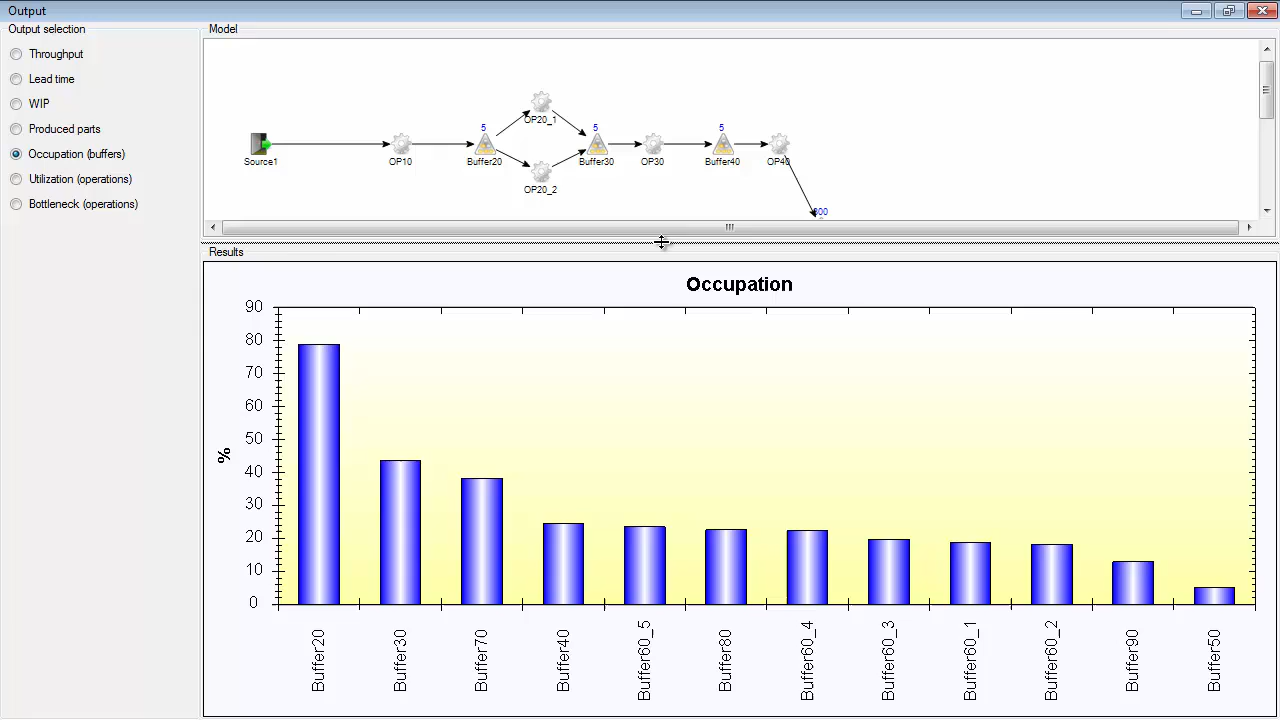 Output
Output selection
Throughput
Lead time
WIP
Produced parts
Occupation (buffers)
Utilization (operations)
Bottleneck (operations)
Model
OP20_1
5
5
5
Source1
OP10
Buffer20
Buffer30
OP30
Buffer40
OP40
OP20_2
Results
Occupation
%
90
80
70
60
50
40
30
20
10
0
Buffer20
Buffer30
Buffer70
Buffer40
Buffer60_5
Buffer80
Buffer60_4
Buffer60_3
Buffer60_1
Buffer60_2
Buffer90
Buffer50